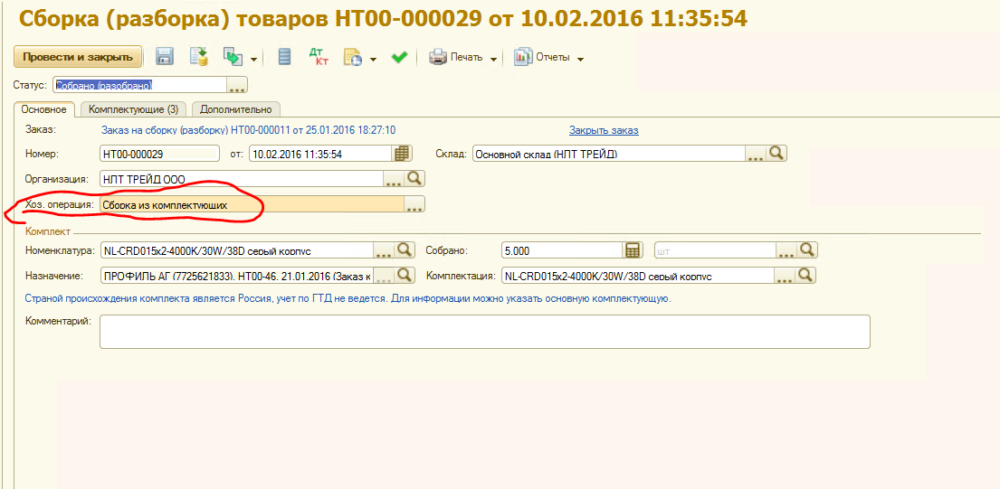 Сборка (разборка) товаров НТ00-000029 от 10.02.2016 11:35:54
Провести и закрыть Дт Кт Печать Отчеты
Статус: Собрано (разобрано) ...
Основное Комплектующие (3) Дополнительно
Заказ: Заказ на сборку (разборку) НТ00-000011 от 25.01.2016 18:27:10 Закрыть заказ
Номер: НТ00-000029 от: 10.02.2016 11:35:54 Склад: Основной склад (НЛТ ТРЕЙД) ...
Организация: НЛТ ТРЕЙД ООО ...
Хоз. операция: Сборка из комплектующих ...
Комплект
Номенклатура: NL-CRD015x2-4000K/30W/38D серый корпус ... Собрано: 5.000 шт ...
Назначение: ПРОФИЛЬ АГ (7725621833). НТ00-46. 21.01.2016 (Заказ к ... Комплектация: NL-CRD015x2-4000K/30W/38D серый корпус ...
Страной происхождения комплекта является Россия, учет по ГТД не ведется. Для информации можно указать основную комплектующую.
Комментарий: